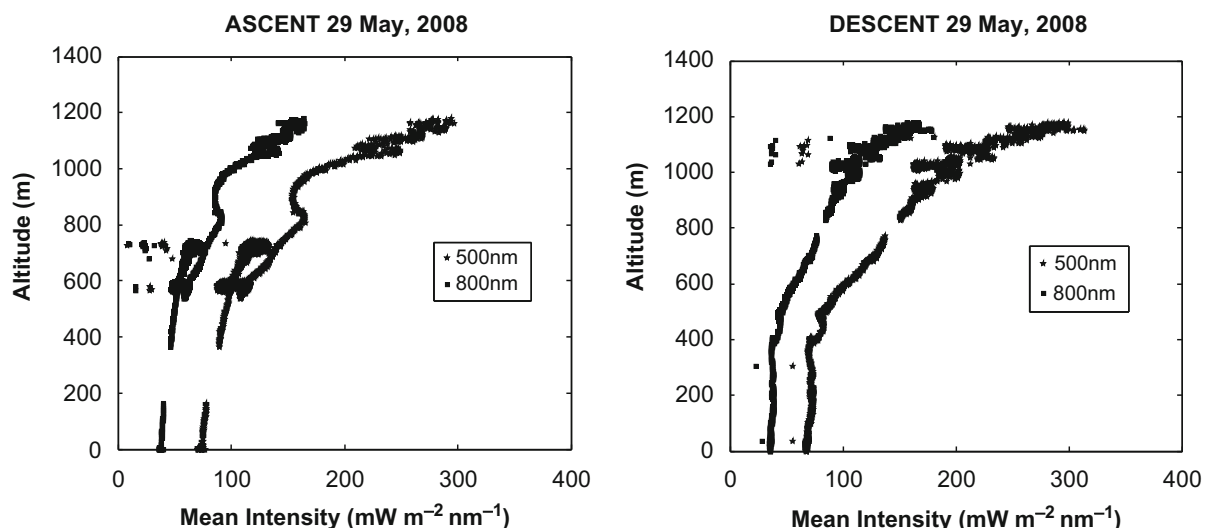 ASCENT 29 May, 2008
1400
1200
1000
800
600
400
200
0
Altitude (m)
0 100 200 300 400
Mean Intensity (mW m⁻² nm⁻¹)
500nm
800nm
DESCENT 29 May, 2008
1400
1200
1000
800
600
400
200
0
Altitude (m)
0 100 200 300 400
Mean Intensity (mW m⁻² nm⁻¹)
500nm
800nm